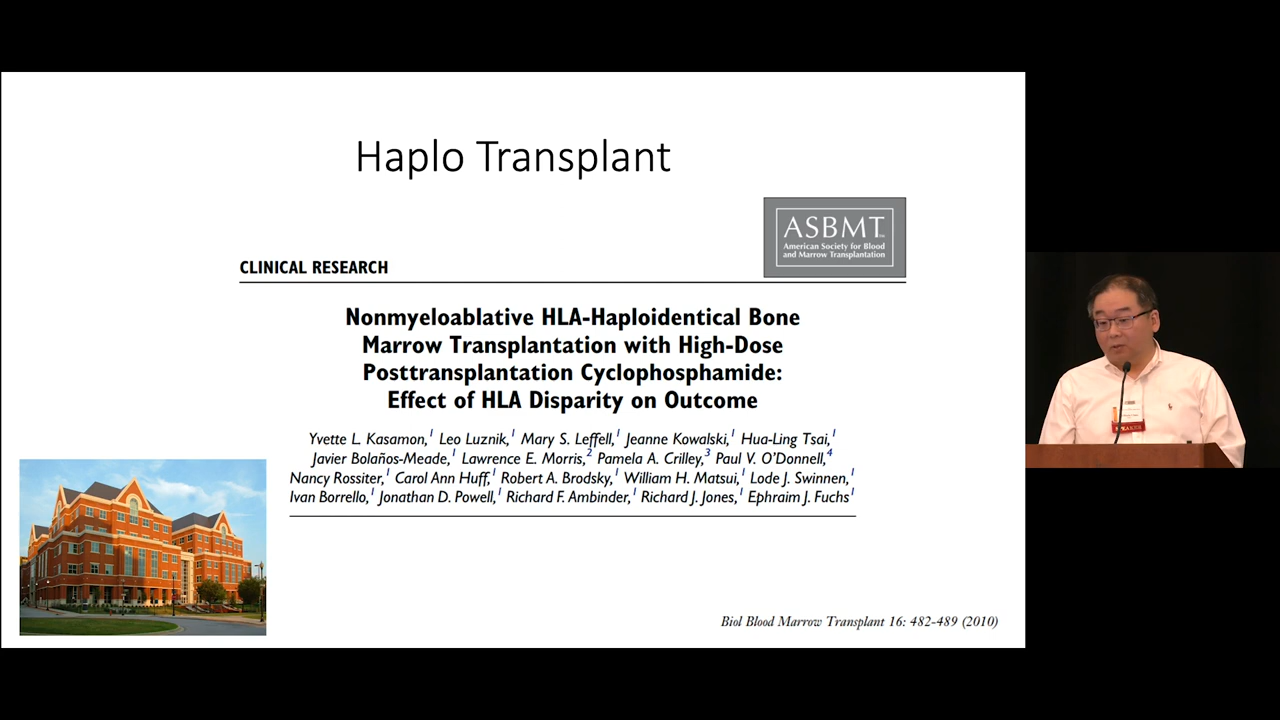 Haplo Transplant
ASBMT
American Society for Blood
and Marrow Transplantation
CLINICAL RESEARCH
Nonmyeloablative HLA-Haploidentical Bone
Marrow Transplantation with High-Dose
Posttransplantation Cyclophosphamide:
Effect of HLA Disparity on Outcome
Yvette L. Kasamon,¹ Leo Luznik,¹ Mary S. Leffell,¹ Jeanne Kowalski,¹ Hua-Ling Tsai,¹
Javier Bolaños-Meade,¹ Lawrence E. Morris,² Pamela A. Crilley,³ Paul V. O'Donnell,⁴
Nancy Rossiter,¹ Carol Ann Huff,¹ Robert A. Brodsky,¹ William H. Matsui,¹ Lode J. Swinnen,¹
Ivan Borrello,¹ Jonathan D. Powell,¹ Richard F. Ambinder,¹ Richard J. Jones,¹ Ephraim J. Fuchs¹
Biol Blood Marrow Transplant 16: 482-489 (2010)